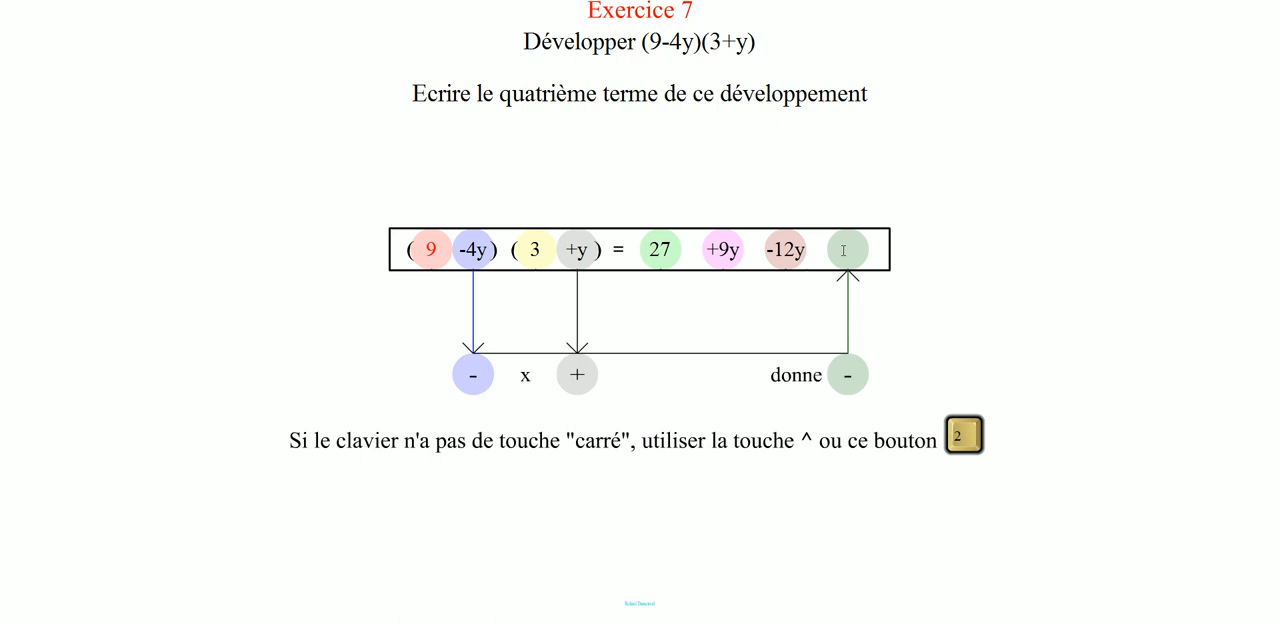 Exercice 7
Développer (9-4y)(3+y)
Ecrire le quatrième terme de ce développement
( 9 -4y ) ( 3 +y ) = 27 +9y -12y
- x + donne -
Si le clavier n'a pas de touche "carré", utiliser la touche ^ ou ce bouton 2